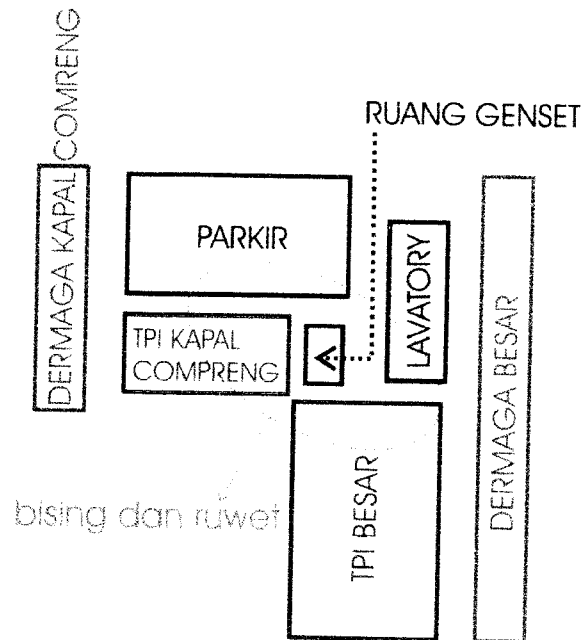 DERMAGA KAPAL COMRENG
RUANG GENSET
PARKIR
LAVATORY
DERMAGA BESAR
TPI KAPAL
COMPRENG
TPI BESAR
bising dan ruwet